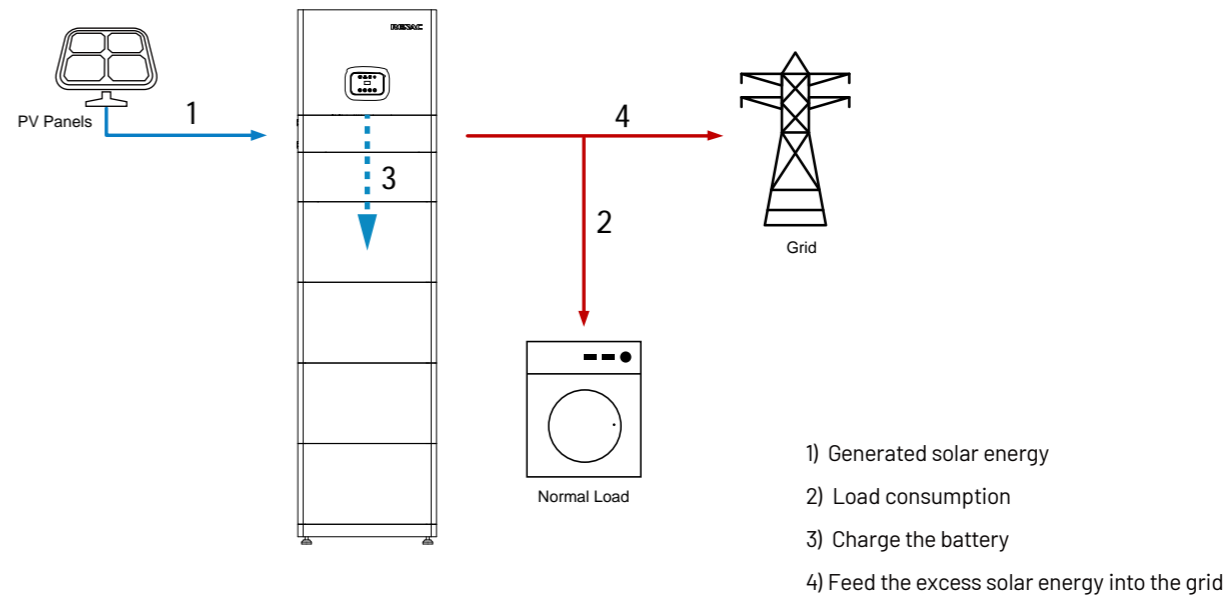 RENAC
PV Panels
1
4
3
2
Grid
Normal Load
1) Generated solar energy
2) Load consumption
3) Charge the battery
4) Feed the excess solar energy into the grid